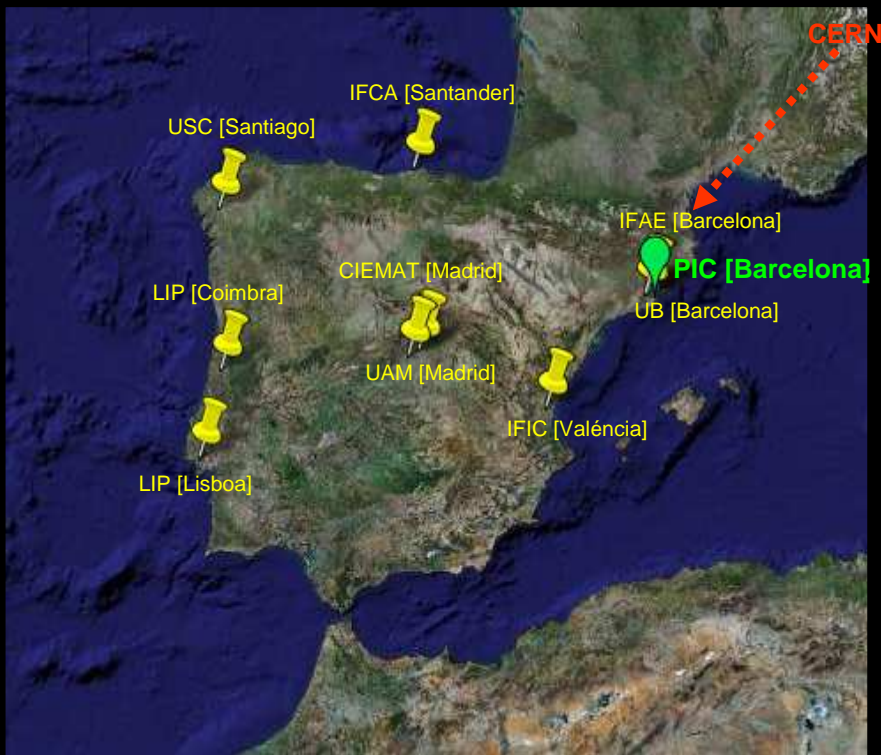 CERN
IFCA [Santander]
USC [Santiago]
IFAE [Barcelona]
CIEMAT [Madrid]
PIC [Barcelona]
LIP [Coimbra]
UB [Barcelona]
UAM [Madrid]
IFIC [Valéncia]
LIP [Lisboa]